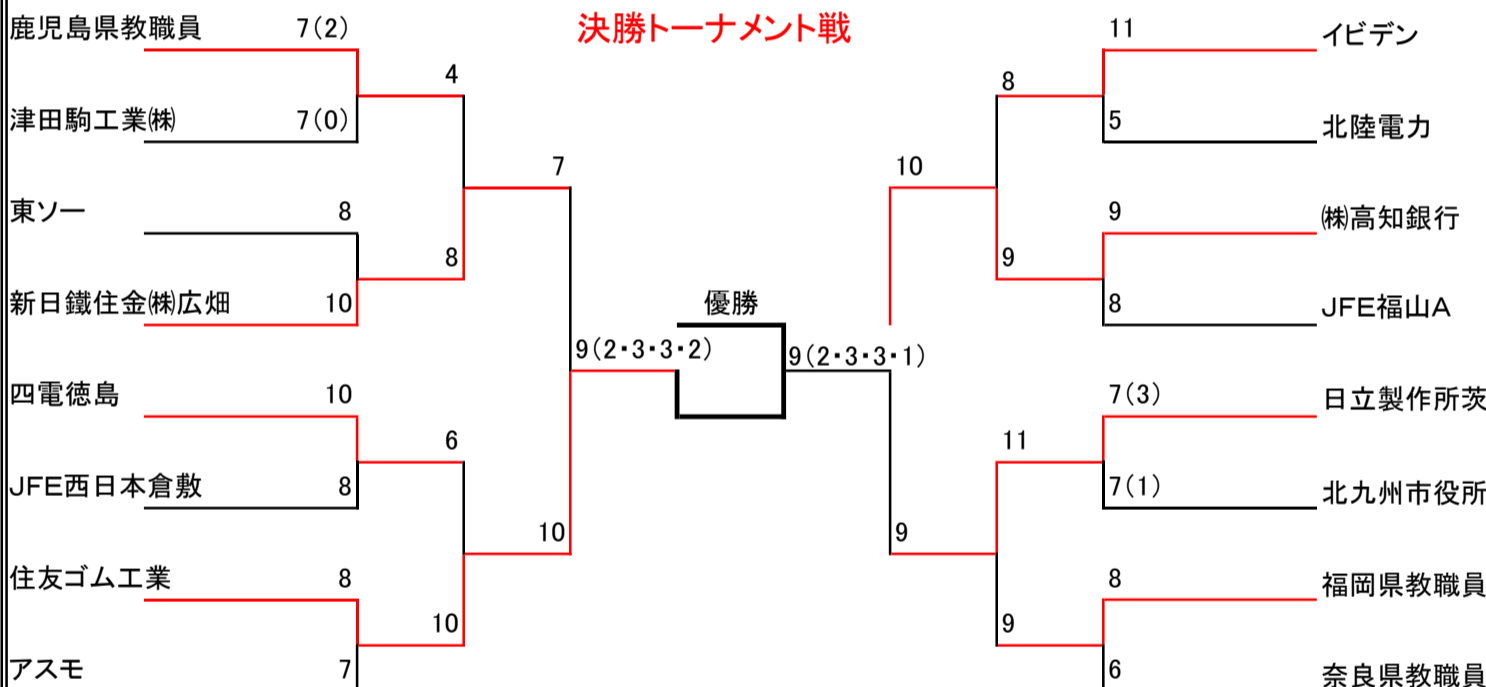 決勝トーナメント戦
鹿児島県教職員 7(2)
津田駒工業㈱ 7(0)
4
東ソー 8
新日鐵住金㈱広畑 10
8
7
四電徳島 10
JFE西日本倉敷 8
6
住友ゴム工業 8
アスモ 7
10
10
9(2・3・3・2)
優勝
9(2・3・3・1)
11 イビデン
5 北陸電力
8
9 ㈱高知銀行
8 JFE福山A
9
10
7(3) 日立製作所茨
7(1) 北九州市役所
11
8 福岡県教職員
6 奈良県教職員
9
9